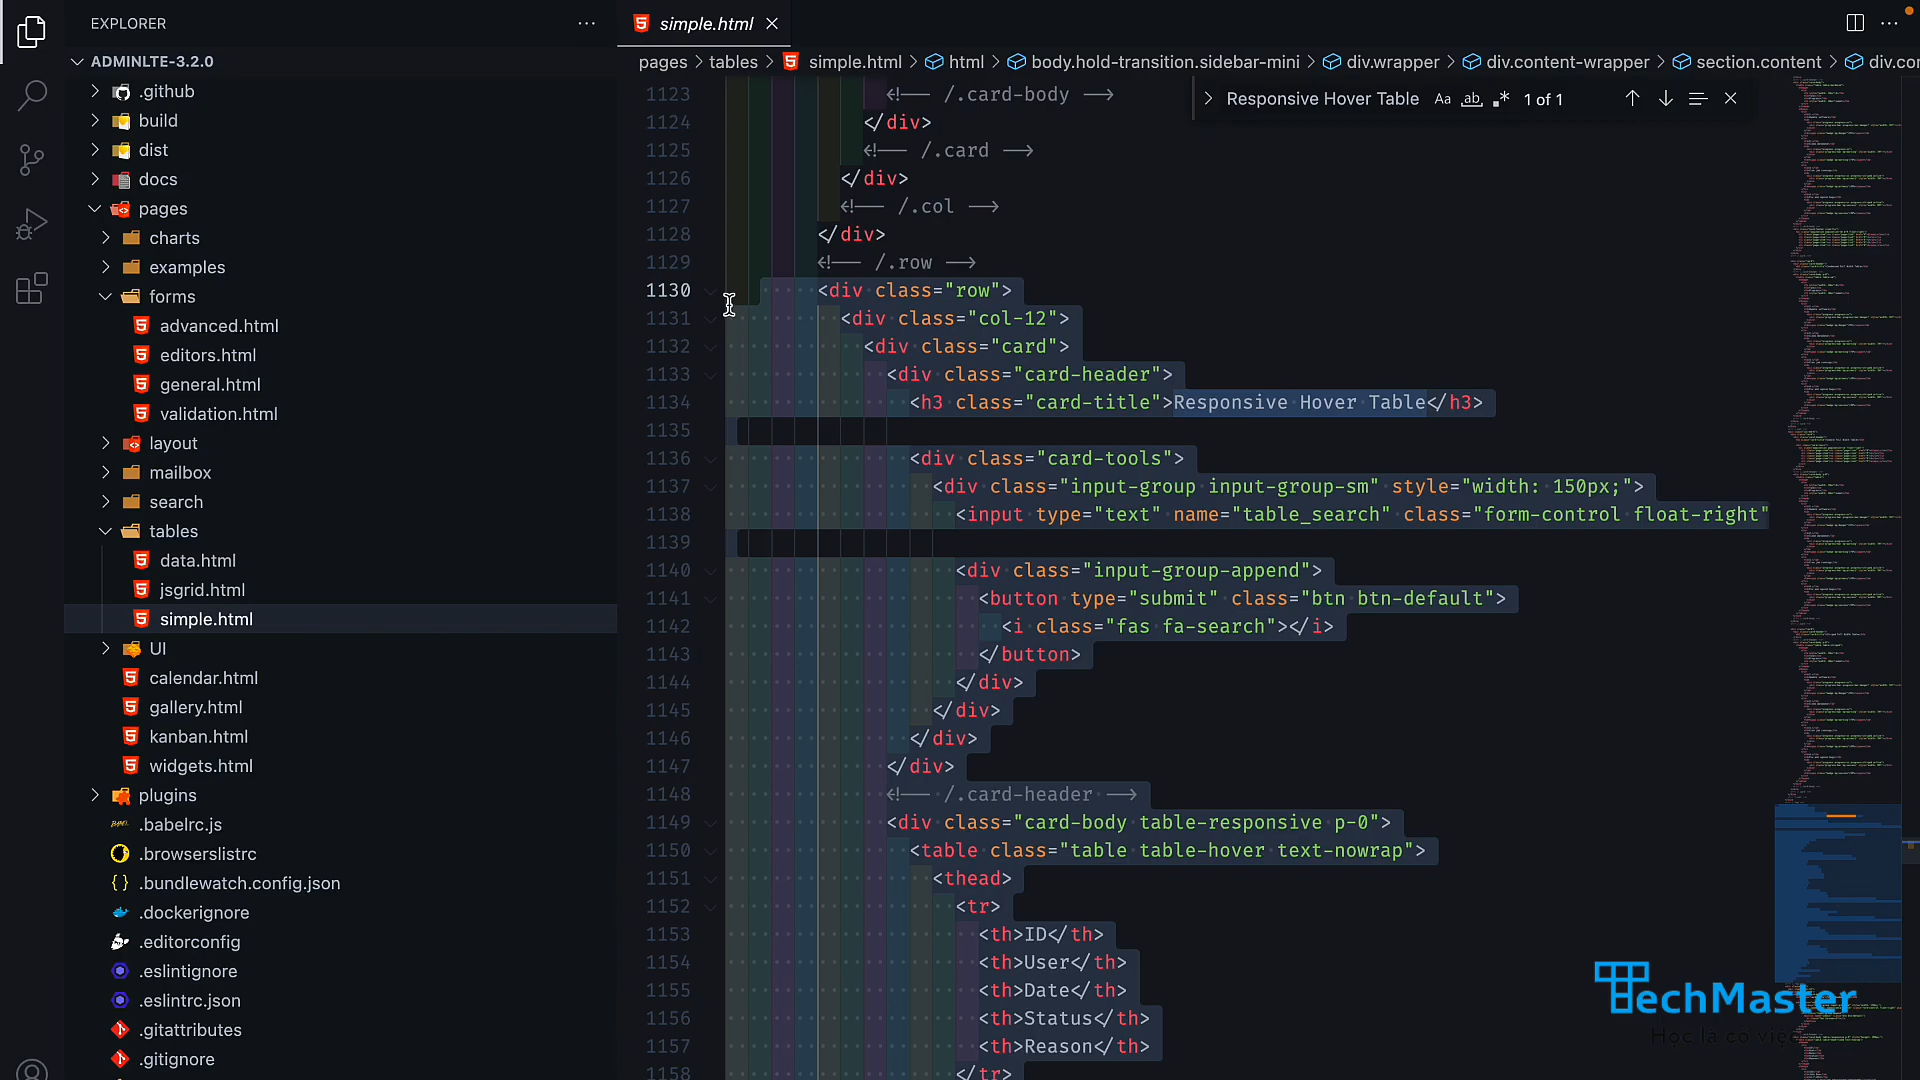 EXPLORER
ADMINLTE-3.2.0
.github
build
dist
docs
pages
charts
examples
forms
advanced.html
editors.html
general.html
validation.html
layout
mailbox
search
tables
data.html
jsgrid.html
simple.html
UI
calendar.html
gallery.html
kanban.html
widgets.html
plugins
.babelrc.js
.browserslistrc
.bundlewatch.config.json
.dockerignore
.editorconfig
.eslintignore
.eslintrc.json
.gitattributes
.gitignore
simple.html
pages > tables > simple.html > html > body.hold-transition.sidebar-mini > div.wrapper > div.content-wrapper > section.content > div.co
Responsive Hover Table Aa ab 1 of 1
1123 <!-- /.card-body -->
1124 </div>
1125 <!-- /.card -->
1126 </div>
1127 <!-- /.col -->
1128 </div>
1129 <!-- /.row -->
1130 <div class="row">
1131 <div class="col-12">
1132 <div class="card">
1133 <div class="card-header">
1134 <h3 class="card-title">Responsive Hover Table</h3>
1135
1136 <div class="card-tools">
1137 <div class="input-group input-group-sm" style="width: 150px;">
1138 <input type="text" name="table_search" class="form-control float-right"
1139
1140 <div class="input-group-append">
1141 <button type="submit" class="btn btn-default">
1142 <i class="fas fa-search"></i>
1143 </button>
1144 </div>
1145 </div>
1146 </div>
1147 </div>
1148 <!-- /.card-header -->
1149 <div class="card-body table-responsive p-0">
1150 <table class="table table-hover text-nowrap">
1151 <thead>
1152 <tr>
1153 <th>ID</th>
1154 <th>User</th>
1155 <th>Date</th>
1156 <th>Status</th>
1157 <th>Reason</th>
1158 </tr>
TechMaster
Học là có việc